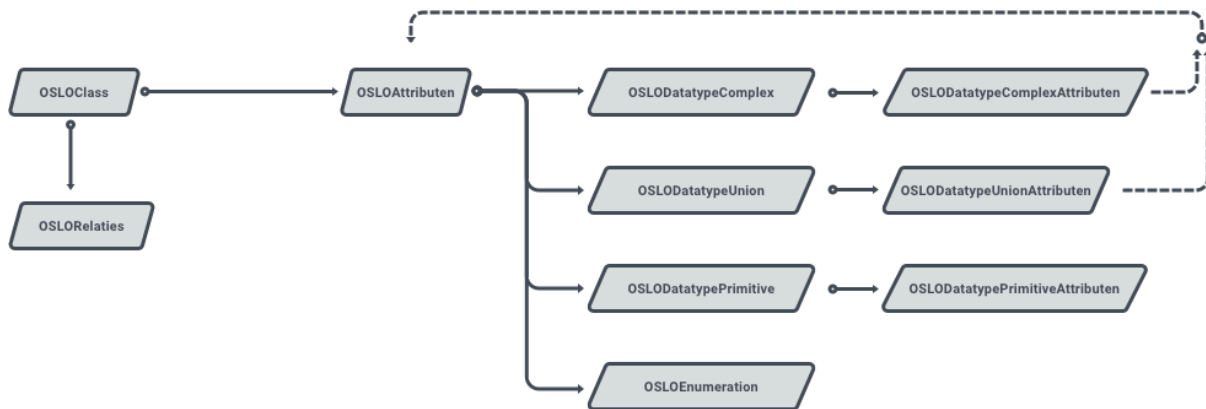 OSLOClass
OSLOAttributen
OSLODatatypeComplex
OSLODatatypeComplexAttributen
OSLODatatypeUnion
OSLODatatypeUnionAttributen
OSLORelaties
OSLODatatypePrimitive
OSLODatatypePrimitiveAttributen
OSLOEnumeration